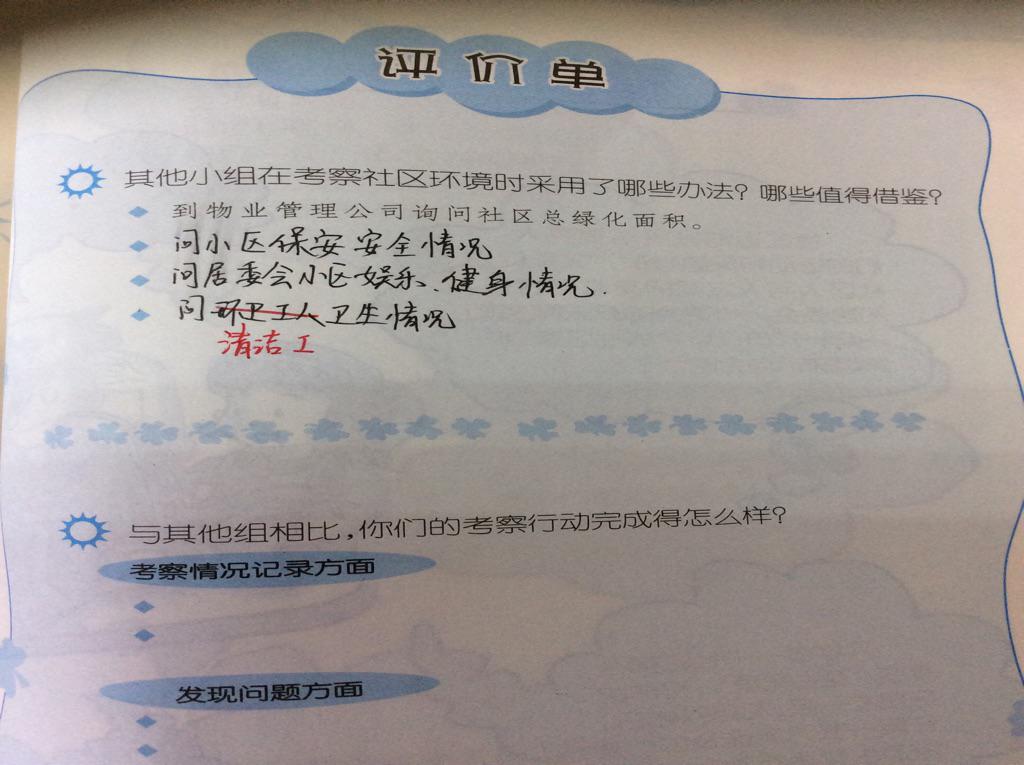 评价单
其他小组在考察社区环境时采用了哪些办法？哪些值得借鉴？
到物业管理公司询问社区总绿化面积。
问小区保安安全情况
问居委会小区娱乐、健身情况.
问环卫工人卫生情况
清洁工
与其他组相比，你们的考察行动完成得怎么样？
考察情况记录方面
发现问题方面